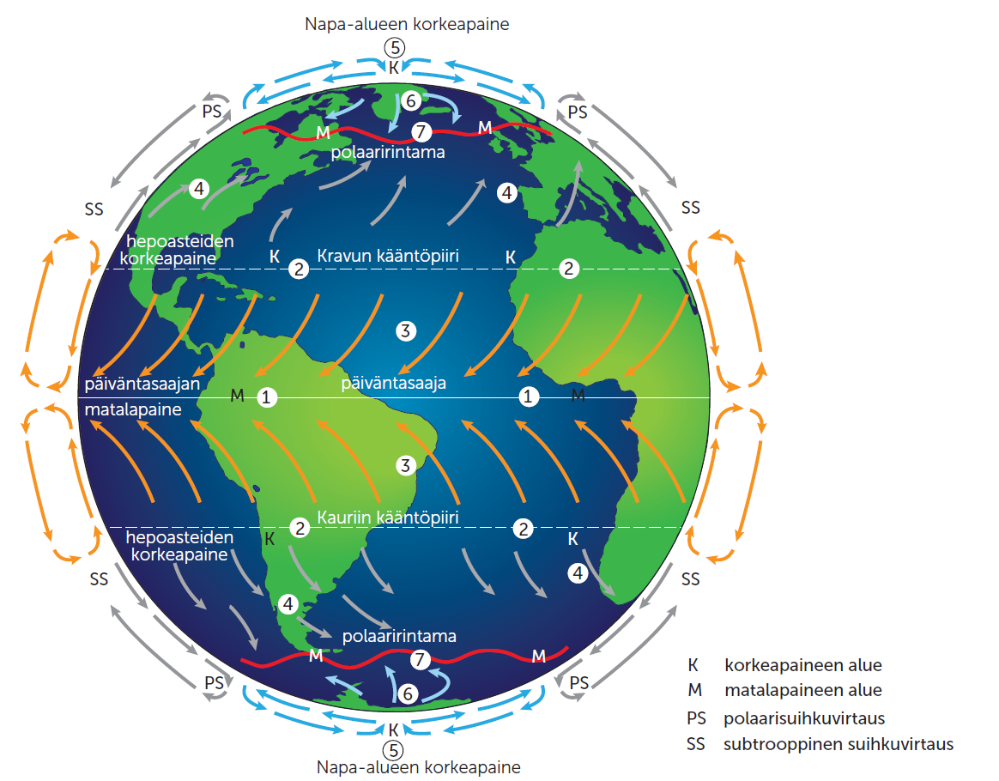 Napa-alueen korkeapaine
5
K
PS
6
PS
M
7
M
polaaririntama
4
4
SS
SS
hepoasteiden
korkeapaine
K
2
Kravun kääntöpiiri
K
2
3
päiväntasaajan
päiväntasaaja
M
1
1
M
matalapaine
3
Kauriin kääntöpiiri
2
2
hepoasteiden
korkeapaine
K
K
SS
4
SS
4
polaaririntama
M
7
M
PS
6
PS
K
5
Napa-alueen korkeapaine
K korkeapaineen alue
M matalapaineen alue
PS polaarisuihkuvirtaus
SS subtrooppinen suihkuvirtaus